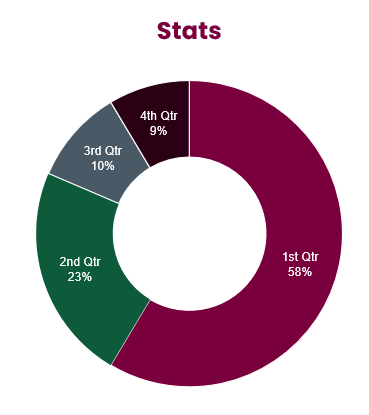 Stats
4th Qtr
9%
3rd Qtr
10%
1st Qtr
58%
2nd Qtr
23%